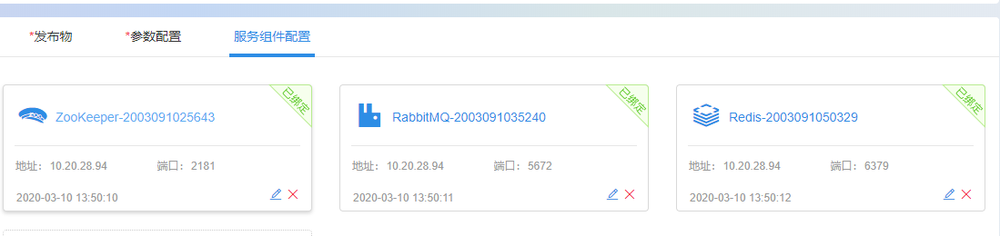 *发布物 *参数配置 服务组件配置
ZooKeeper-2003091025643 已绑定
地址：10.20.28.94 端口：2181
2020-03-10 13:50:10
RabbitMQ-2003091035240 已绑定
地址：10.20.28.94 端口：5672
2020-03-10 13:50:11
Redis-2003091050329 已绑定
地址：10.20.28.94 端口：6379
2020-03-10 13:50:12